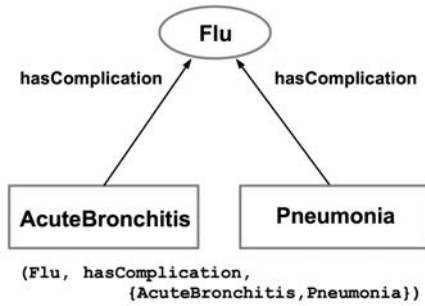 Flu
hasComplication hasComplication
AcuteBronchitis Pneumonia
(Flu, hasComplication,
{AcuteBronchitis,Pneumonia})